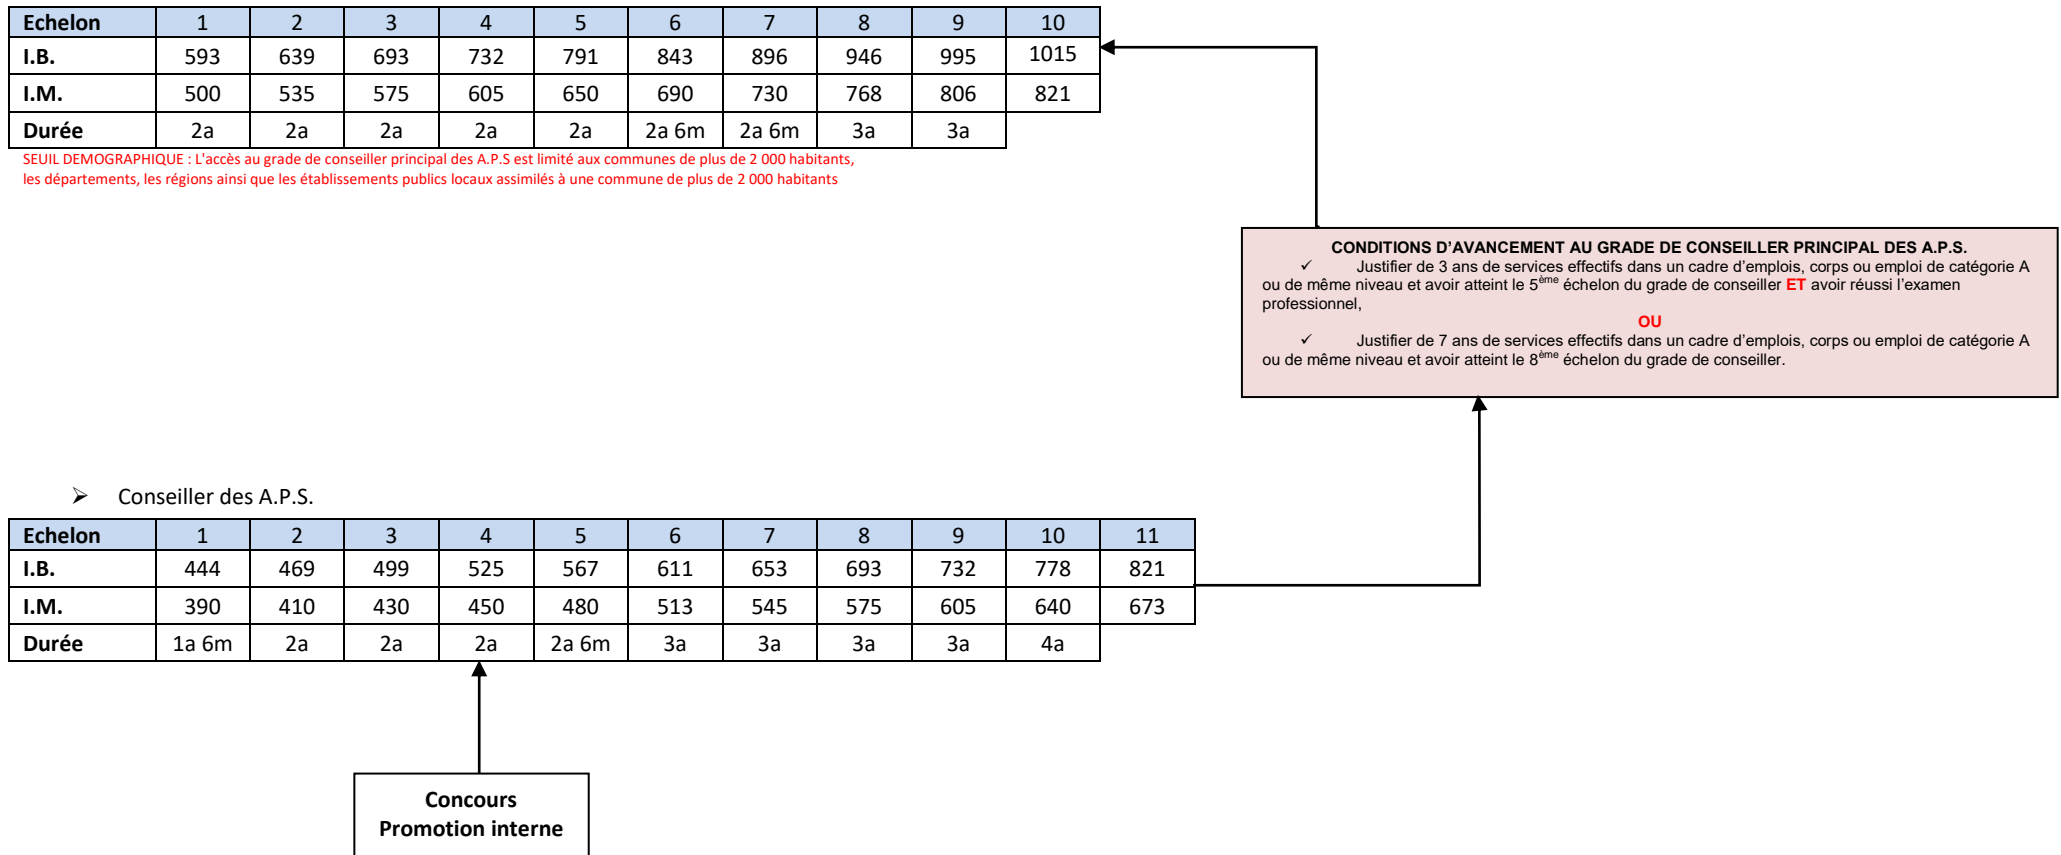 Echelon 1 2 3 4 5 6 7 8 9 10
I.B. 593 639 693 732 791 843 896 946 995 1015
I.M. 500 535 575 605 650 690 730 768 806 821
Durée 2a 2a 2a 2a 2a 2a 6m 2a 6m 3a 3a
SEUIL DEMOGRAPHIQUE : L'accès au grade de conseiller principal des A.P.S est limité aux communes de plus de 2 000 habitants,
les départements, les régions ainsi que les établissements publics locaux assimilés à une commune de plus de 2 000 habitants
CONDITIONS D'AVANCEMENT AU GRADE DE CONSEILLER PRINCIPAL DES A.P.S.
✓ Justifier de 3 ans de services effectifs dans un cadre d'emplois, corps ou emploi de catégorie A
ou de même niveau et avoir atteint le 5ème échelon du grade de conseiller ET avoir réussi l'examen
professionnel,
OU
✓ Justifier de 7 ans de services effectifs dans un cadre d'emplois, corps ou emploi de catégorie A
ou de même niveau et avoir atteint le 8ème échelon du grade de conseiller.
➢ Conseiller des A.P.S.
Echelon 1 2 3 4 5 6 7 8 9 10 11
I.B. 444 469 499 525 567 611 653 693 732 778 821
I.M. 390 410 430 450 480 513 545 575 605 640 673
Durée 1a 6m 2a 2a 2a 2a 6m 3a 3a 3a 3a 4a
Concours
Promotion interne